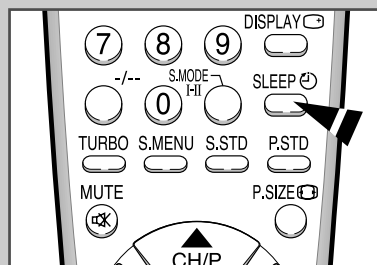 DISPLAY
7 8 9
-/-- S.MODE SLEEP
I-II
0
TURBO S.MENU S.STD P.STD
MUTE P.SIZE
CH/P